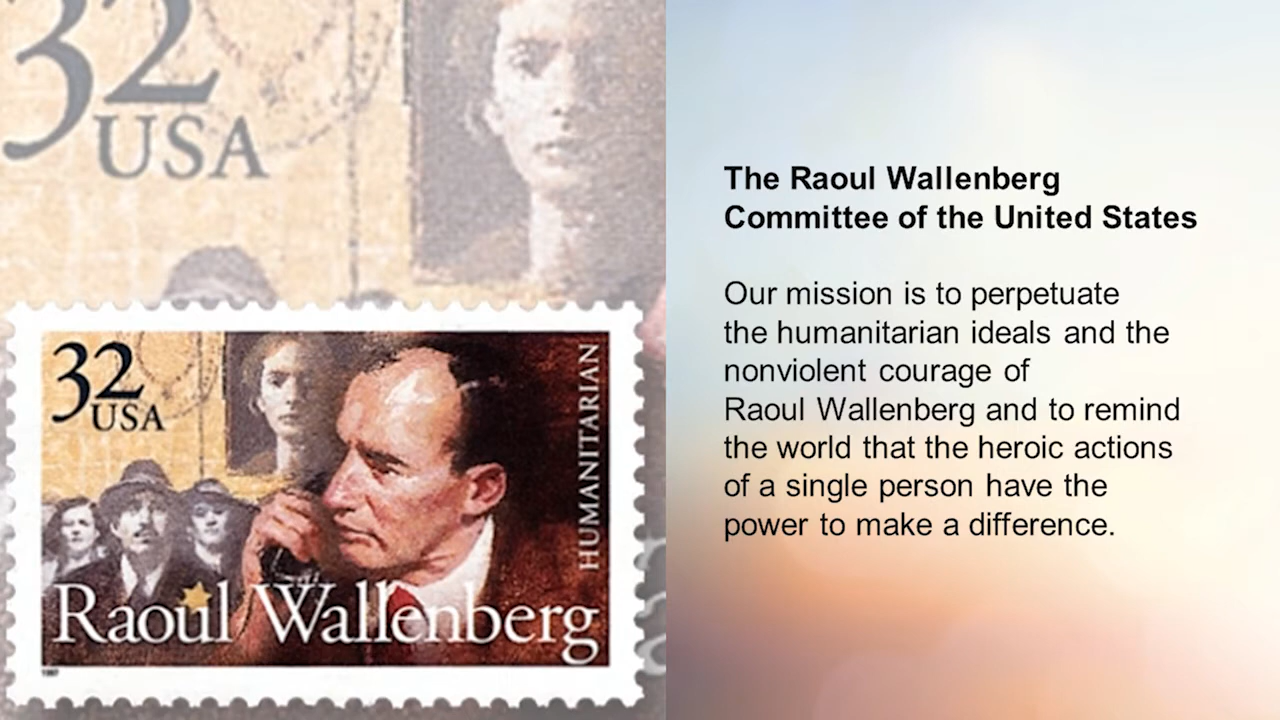 32
USA
32
USA
HUMANITARIAN
Raoul Wallenberg
1997
The Raoul Wallenberg
Committee of the United States
Our mission is to perpetuate
the humanitarian ideals and the
nonviolent courage of
Raoul Wallenberg and to remind
the world that the heroic actions
of a single person have the
power to make a difference.